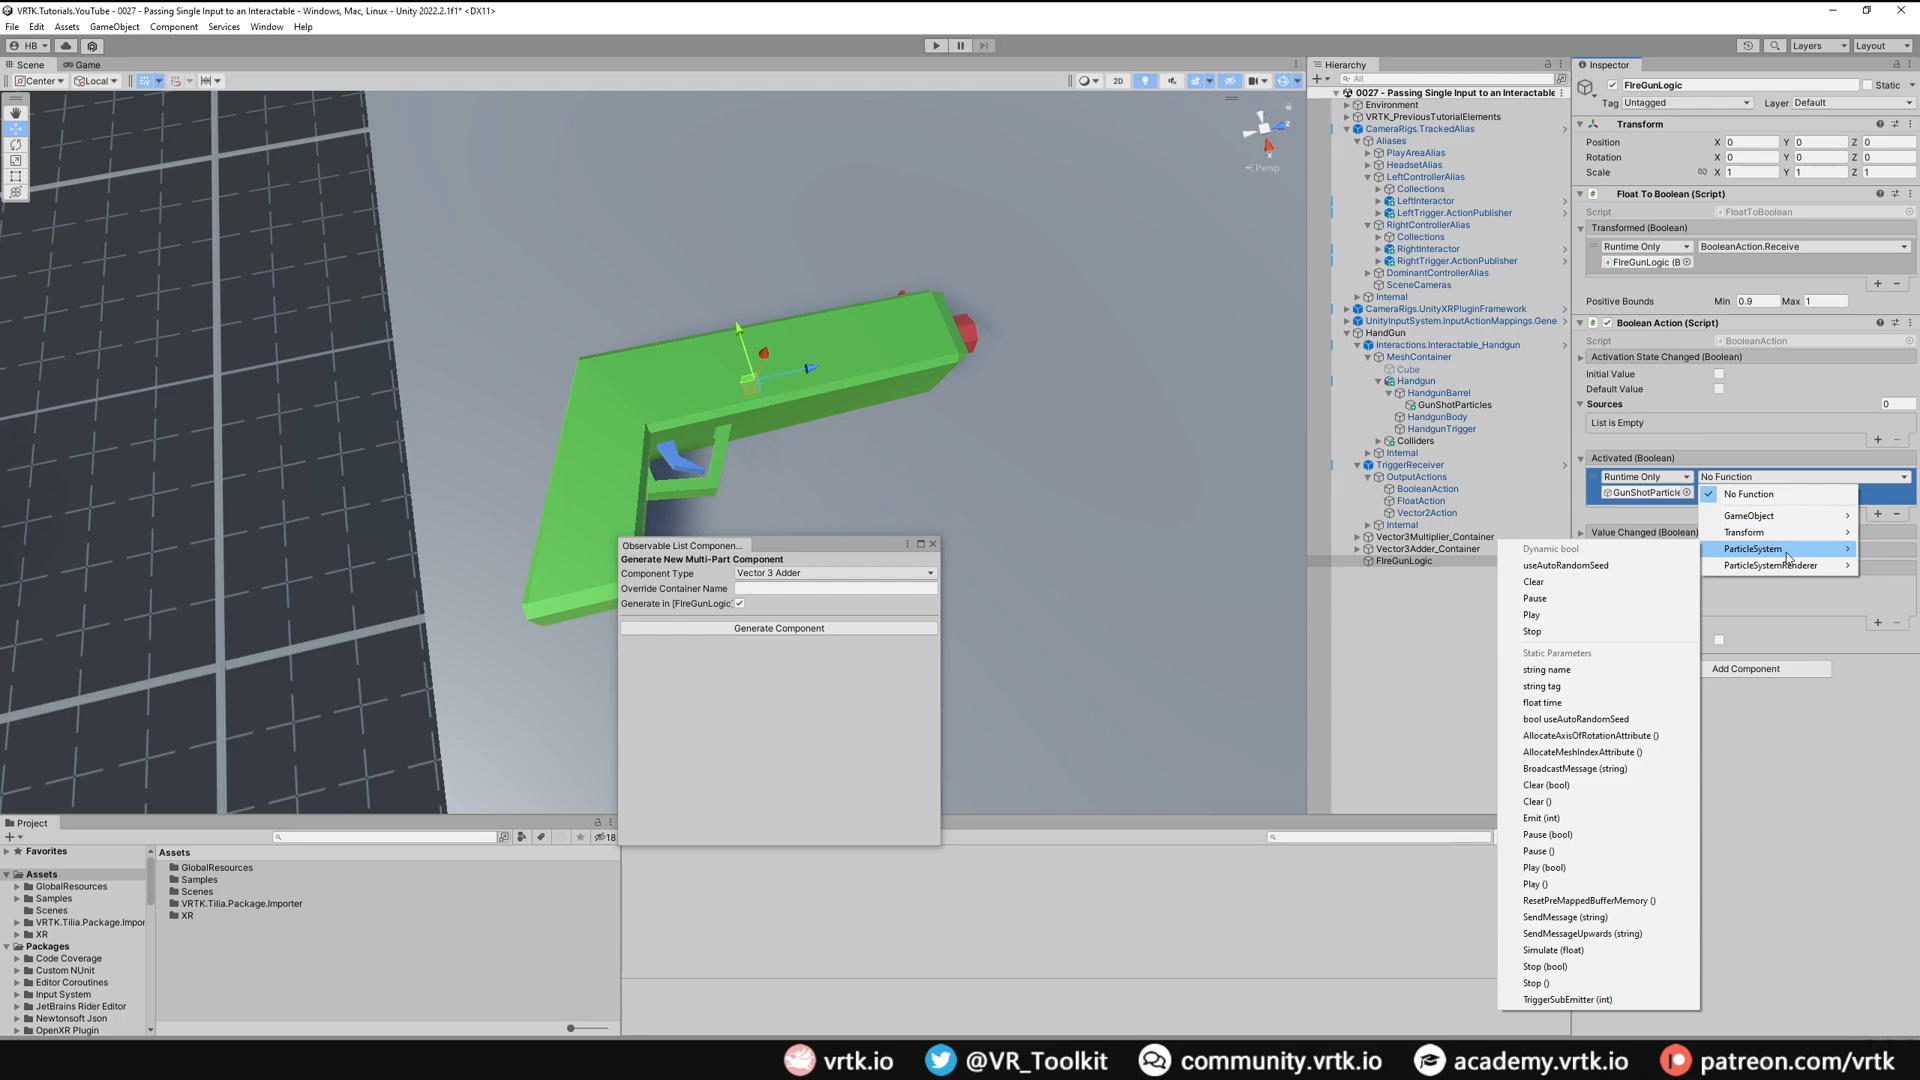 VRTK.Tutorials.YouTube - 0027 - Passing Single Input to an Interactable - Windows, Mac, Linux - Unity 2022.2.1f1* <DX11>
File Edit Assets GameObject Component Services Window Help
HB Layers Layout
Scene Game
Center Local 2D
Persp
Hierarchy
All
0027 - Passing Single Input to an Interactable
Environment
VRTK_PreviousTutorialElements
CameraRigs.TrackedAlias
Aliases
PlayAreaAlias
HeadsetAlias
LeftControllerAlias
Collections
LeftInteractor
LeftTrigger.ActionPublisher
RightControllerAlias
Collections
RightInteractor
RightTrigger.ActionPublisher
DominantControllerAlias
SceneCameras
Internal
CameraRigs.UnityXRPluginFramework
UnityInputSystem.InputActionMappings.Gene
HandGun
Interactions.Interactable_Handgun
MeshContainer
Cube
Handgun
HandgunBarrel
GunShotParticles
HandgunBody
HandgunTrigger
Colliders
Internal
TriggerReceiver
OutputActions
BooleanAction
FloatAction
Vector2Action
Internal
Vector3Multiplier_Container
Vector3Adder_Container
FIreGunLogic
Inspector
FIreGunLogic Static
Tag Untagged Layer Default
Transform
Position X 0 Y 0 Z 0
Rotation X 0 Y 0 Z 0
Scale X 1 Y 1 Z 1
Float To Boolean (Script)
Script FloatToBoolean
Transformed (Boolean)
Runtime Only BooleanAction.Receive
FIreGunLogic (B
Positive Bounds Min 0.9 Max 1
Boolean Action (Script)
Script BooleanAction
Activation State Changed (Boolean)
Initial Value
Default Value
Sources 0
List is Empty
Activated (Boolean)
Runtime Only No Function
GunShotParticle
Value Changed (Boolean)
Add Component
No Function
GameObject
Transform
ParticleSystem
ParticleSystemRenderer
Dynamic bool
useAutoRandomSeed
Clear
Pause
Play
Stop
Static Parameters
string name
string tag
float time
bool useAutoRandomSeed
AllocateAxisOfRotationAttribute ()
AllocateMeshIndexAttribute ()
BroadcastMessage (string)
Clear (bool)
Clear ()
Emit (int)
Pause (bool)
Pause ()
Play (bool)
Play ()
ResetPreMappedBufferMemory ()
SendMessage (string)
SendMessageUpwards (string)
Simulate (float)
Stop (bool)
Stop ()
TriggerSubEmitter (int)
Observable List Componen...
Generate New Multi-Part Component
Component Type Vector 3 Adder
Override Container Name
Generate in [FIreGunLogic]
Generate Component
Project
18
Favorites
Assets
GlobalResources
Samples
Scenes
VRTK.Tilia.Package.Impor
XR
Packages
Code Coverage
Custom NUnit
Editor Coroutines
Input System
JetBrains Rider Editor
Newtonsoft Json
OpenXR Plugin
Assets
GlobalResources
Samples
Scenes
VRTK.Tilia.Package.Importer
XR
vrtk.io @VR_Toolkit community.vrtk.io academy.vrtk.io patreon.com/vrtk